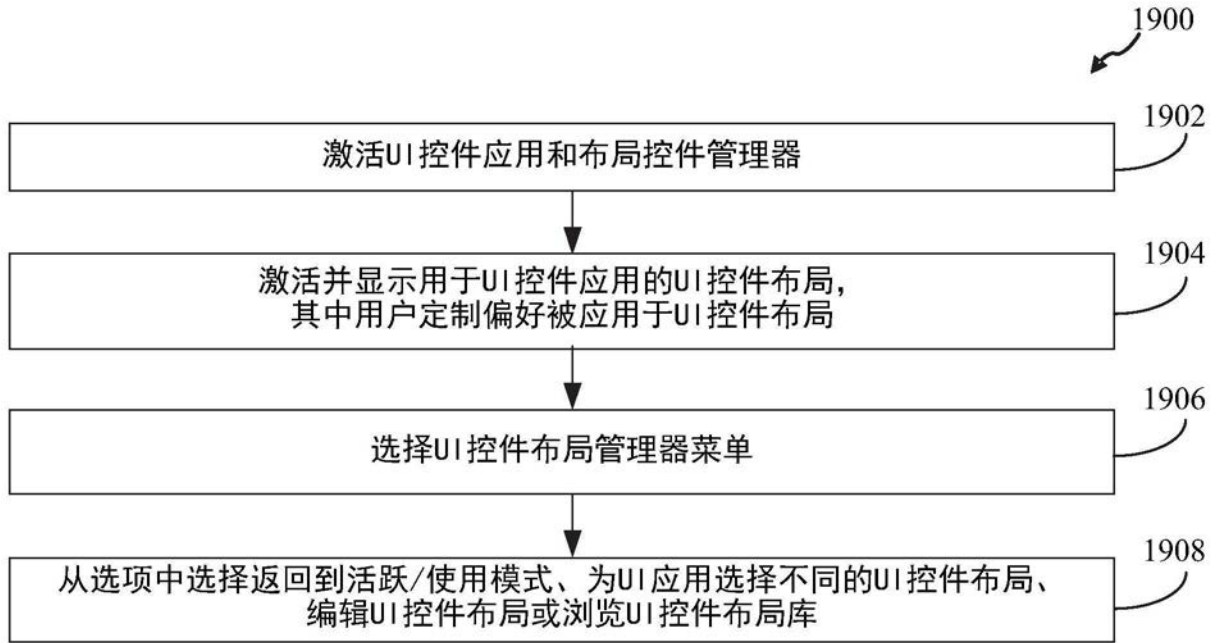 1900
1902
激活UI控件应用和布局控件管理器
1904
激活并显示用于UI控件应用的UI控件布局，
其中用户定制偏好被应用于UI控件布局
1906
选择UI控件布局管理器菜单
1908
从选项中选择返回到活跃/使用模式、为UI应用选择不同的UI控件布局、
编辑UI控件布局或浏览UI控件布局库